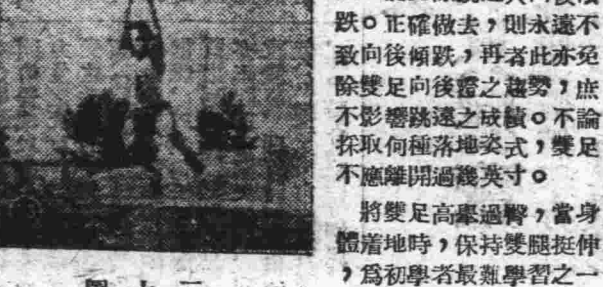 跌。正確做去,則永遠不
致向後傾跌,再者此亦免
除雙足向後蹬之趨勢,庶
不影響跳遠之成績。不論
採取何種落地姿式,雙足
不應離開過幾英寸。
將雙足高舉過臀,當身
體着地時,保持雙腿挺伸
,為初學者最難學習之一